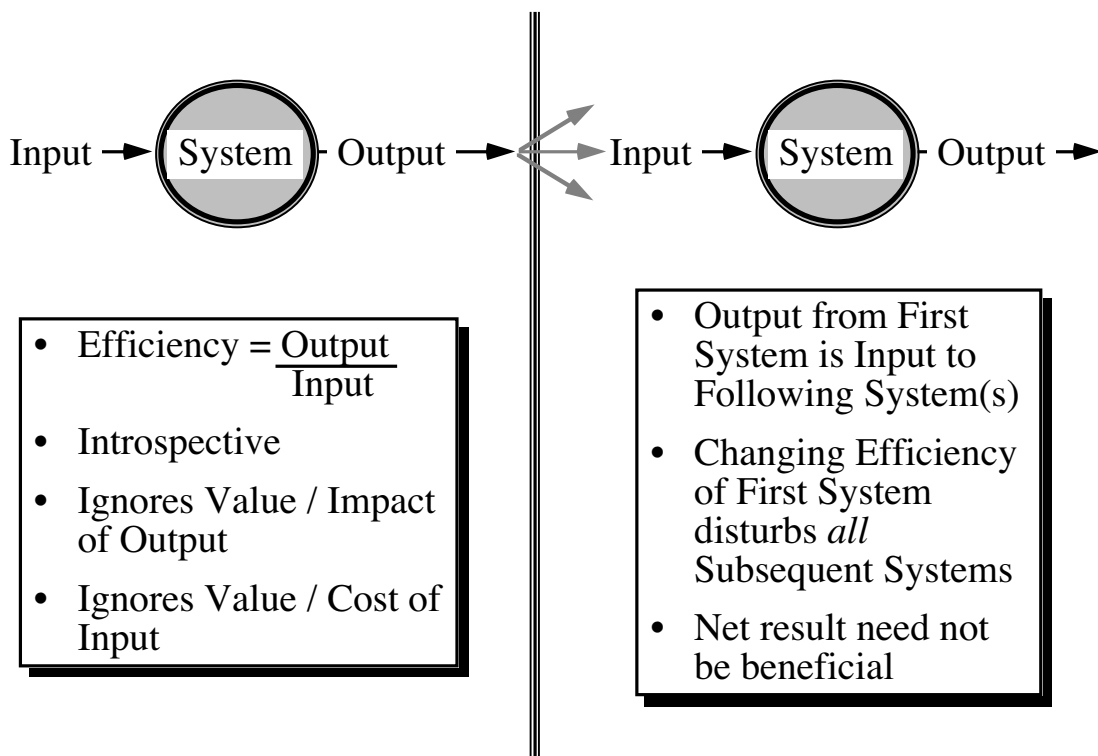 Input System Output Input System Output
• Efficiency = Output
Input
• Introspective
• Ignores Value / Impact
of Output
• Ignores Value / Cost of
Input
• Output from First
System is Input to
Following System(s)
• Changing Efficiency
of First System
disturbs all
Subsequent Systems
• Net result need not
be beneficial